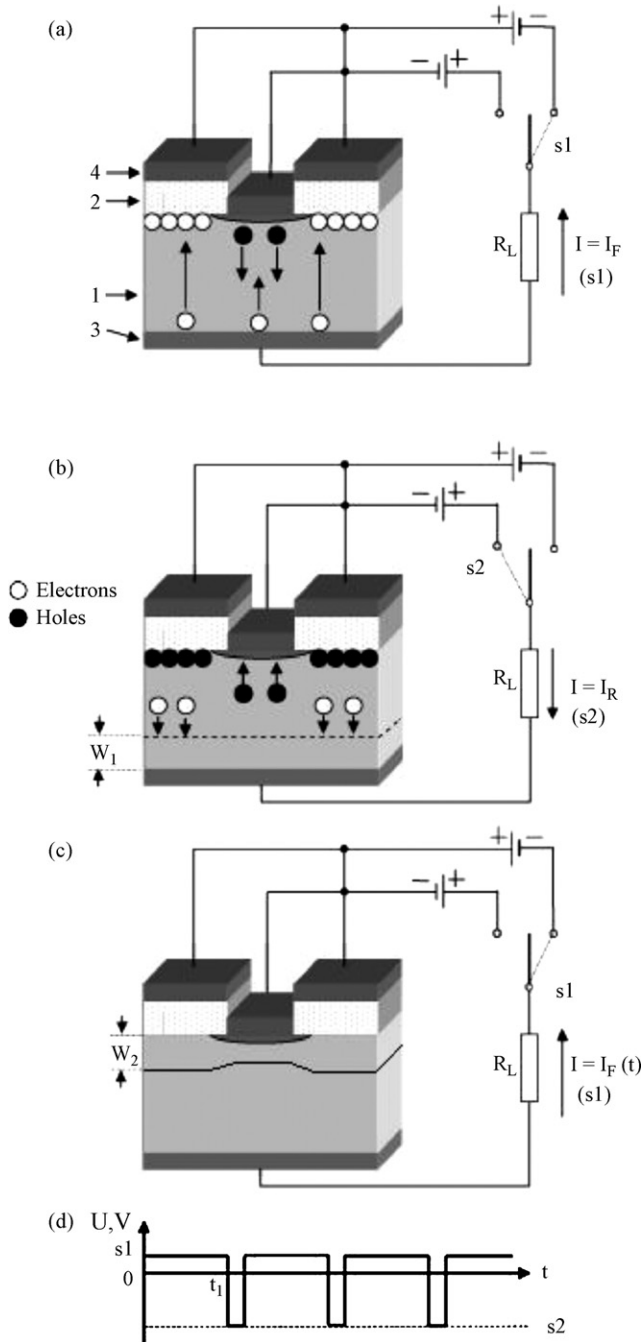 (a)
− +
+ −
s1
4
2
1
3
R_L
I = I_F
(s1)
(b)
+ −
− +
s2
Electrons
Holes
R_L
I = I_R
(s2)
W_1
(c)
+ −
− +
s1
W_2
R_L
I = I_F (t)
(s1)
(d) U,V
s1
0
t_1
t
s2